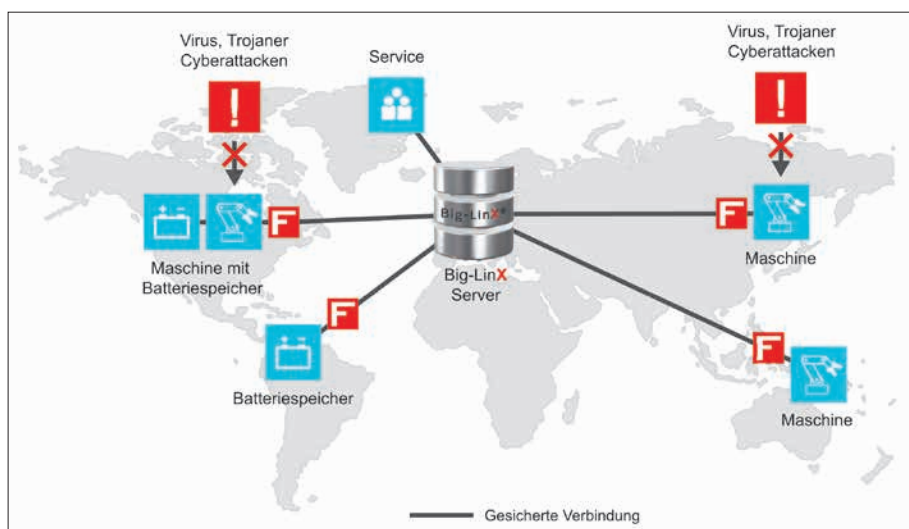 Virus, Trojaner
Cyberattacken
Service
Virus, Trojaner
Cyberattacken
!
!
Big-LinX®
F
F
Maschine mit
Batteriespeicher
Big-LinX
Server
Maschine
F
F
Batteriespeicher
Maschine
Gesicherte Verbindung